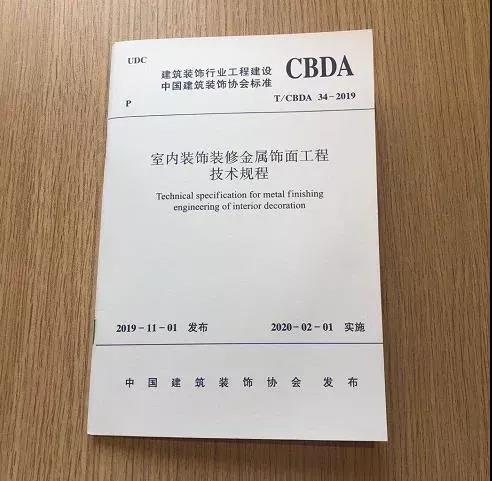 UDC
建筑装饰行业工程建设
中国建筑装饰协会标准
CBDA
P
T/CBDA 34-2019
室内装饰装修金属饰面工程
技术规程
Technical specification for metal finishing
engineering of interior decoration
2019-11-01 发布
2020-02-01 实施
中国建筑装饰协会 发布